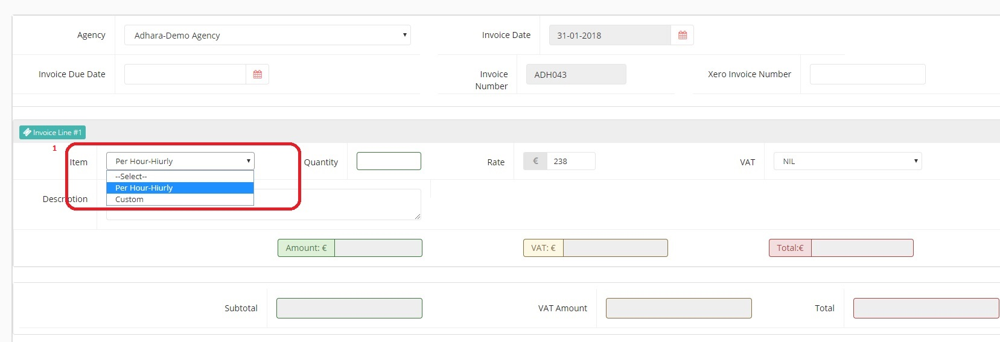 Agency Adhara-Demo Agency Invoice Date 31-01-2018
Invoice Due Date Invoice Number ADH043 Xero Invoice Number
Invoice Line #1
1
Item Per Hour-Hiurly Quantity Rate € 238 VAT NIL
--Select--
Per Hour-Hiurly
Custom
Description
Amount: € VAT: € Total:€
Subtotal VAT Amount Total